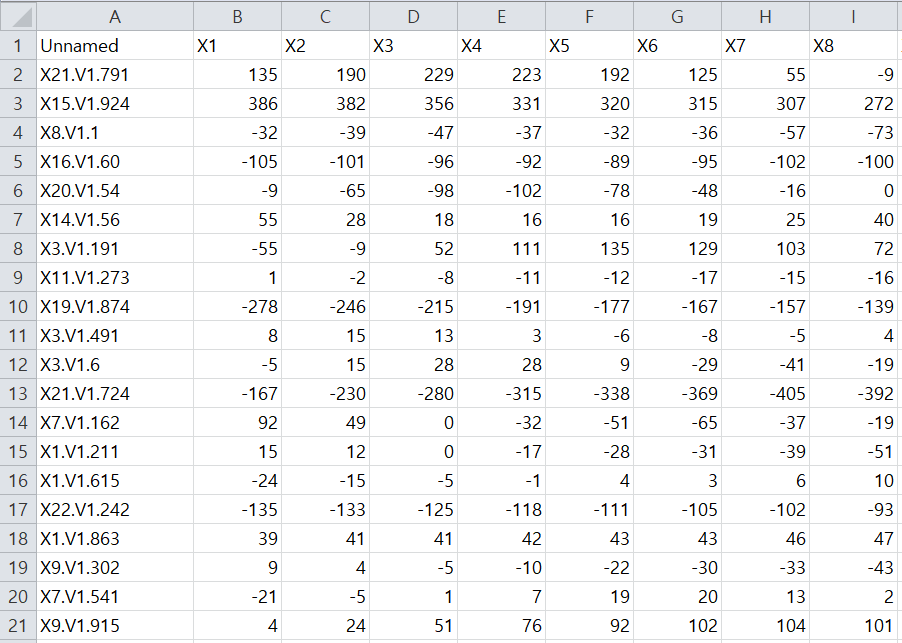 A B C D E F G H I
1 Unnamed X1 X2 X3 X4 X5 X6 X7 X8
2 X21.V1.791 135 190 229 223 192 125 55 -9
3 X15.V1.924 386 382 356 331 320 315 307 272
4 X8.V1.1 -32 -39 -47 -37 -32 -36 -57 -73
5 X16.V1.60 -105 -101 -96 -92 -89 -95 -102 -100
6 X20.V1.54 -9 -65 -98 -102 -78 -48 -16 0
7 X14.V1.56 55 28 18 16 16 19 25 40
8 X3.V1.191 -55 -9 52 111 135 129 103 72
9 X11.V1.273 1 -2 -8 -11 -12 -17 -15 -16
10 X19.V1.874 -278 -246 -215 -191 -177 -167 -157 -139
11 X3.V1.491 8 15 13 3 -6 -8 -5 4
12 X3.V1.6 -5 15 28 28 9 -29 -41 -19
13 X21.V1.724 -167 -230 -280 -315 -338 -369 -405 -392
14 X7.V1.162 92 49 0 -32 -51 -65 -37 -19
15 X1.V1.211 15 12 0 -17 -28 -31 -39 -51
16 X1.V1.615 -24 -15 -5 -1 4 3 6 10
17 X22.V1.242 -135 -133 -125 -118 -111 -105 -102 -93
18 X1.V1.863 39 41 41 42 43 43 46 47
19 X9.V1.302 9 4 -5 -10 -22 -30 -33 -43
20 X7.V1.541 -21 -5 1 7 19 20 13 2
21 X9.V1.915 4 24 51 76 92 102 104 101